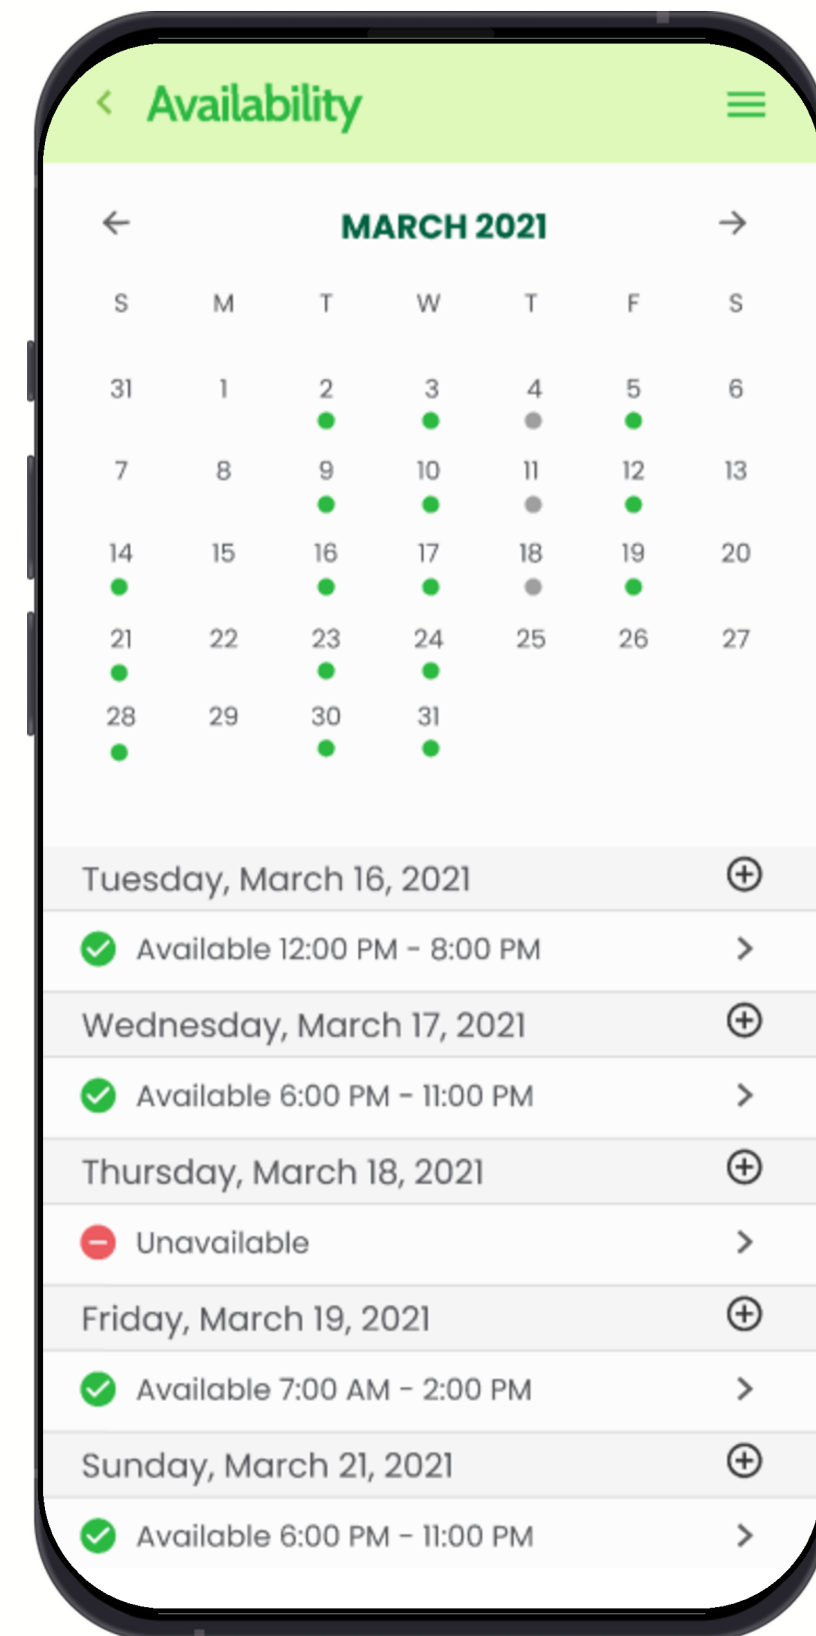 Availability
MARCH 2021
S M T W T F S
31 1 2 3 4 5 6
7 8 9 10 11 12 13
14 15 16 17 18 19 20
21 22 23 24 25 26 27
28 29 30 31
Tuesday, March 16, 2021
Available 12:00 PM - 8:00 PM
Wednesday, March 17, 2021
Available 6:00 PM - 11:00 PM
Thursday, March 18, 2021
Unavailable
Friday, March 19, 2021
Available 7:00 AM - 2:00 PM
Sunday, March 21, 2021
Available 6:00 PM - 11:00 PM